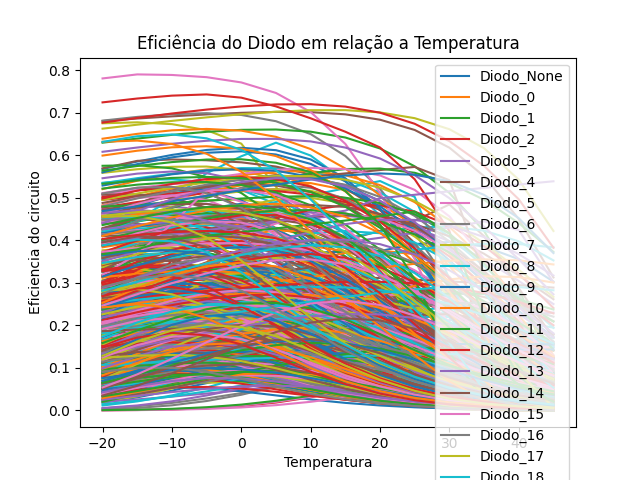 Eficiência do Diodo em relação a Temperatura
Eficiencia do circuito
0.8
0.7
0.6
0.5
0.4
0.3
0.2
0.1
0.0
−20
−10
0
10
20
30
40
Temperatura
Diodo_None
Diodo_0
Diodo_1
Diodo_2
Diodo_3
Diodo_4
Diodo_5
Diodo_6
Diodo_7
Diodo_8
Diodo_9
Diodo_10
Diodo_11
Diodo_12
Diodo_13
Diodo_14
Diodo_15
Diodo_16
Diodo_17
Diodo_18